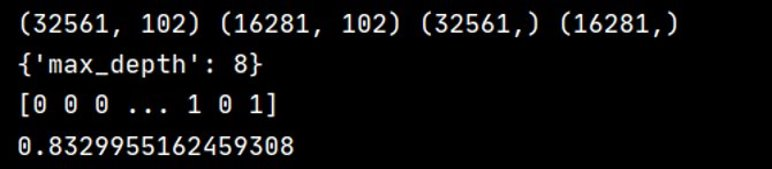 (32561, 102) (16281, 102) (32561,) (16281,)
{'max_depth': 8}
[0 0 0 ... 1 0 1]
0.8329955162459308